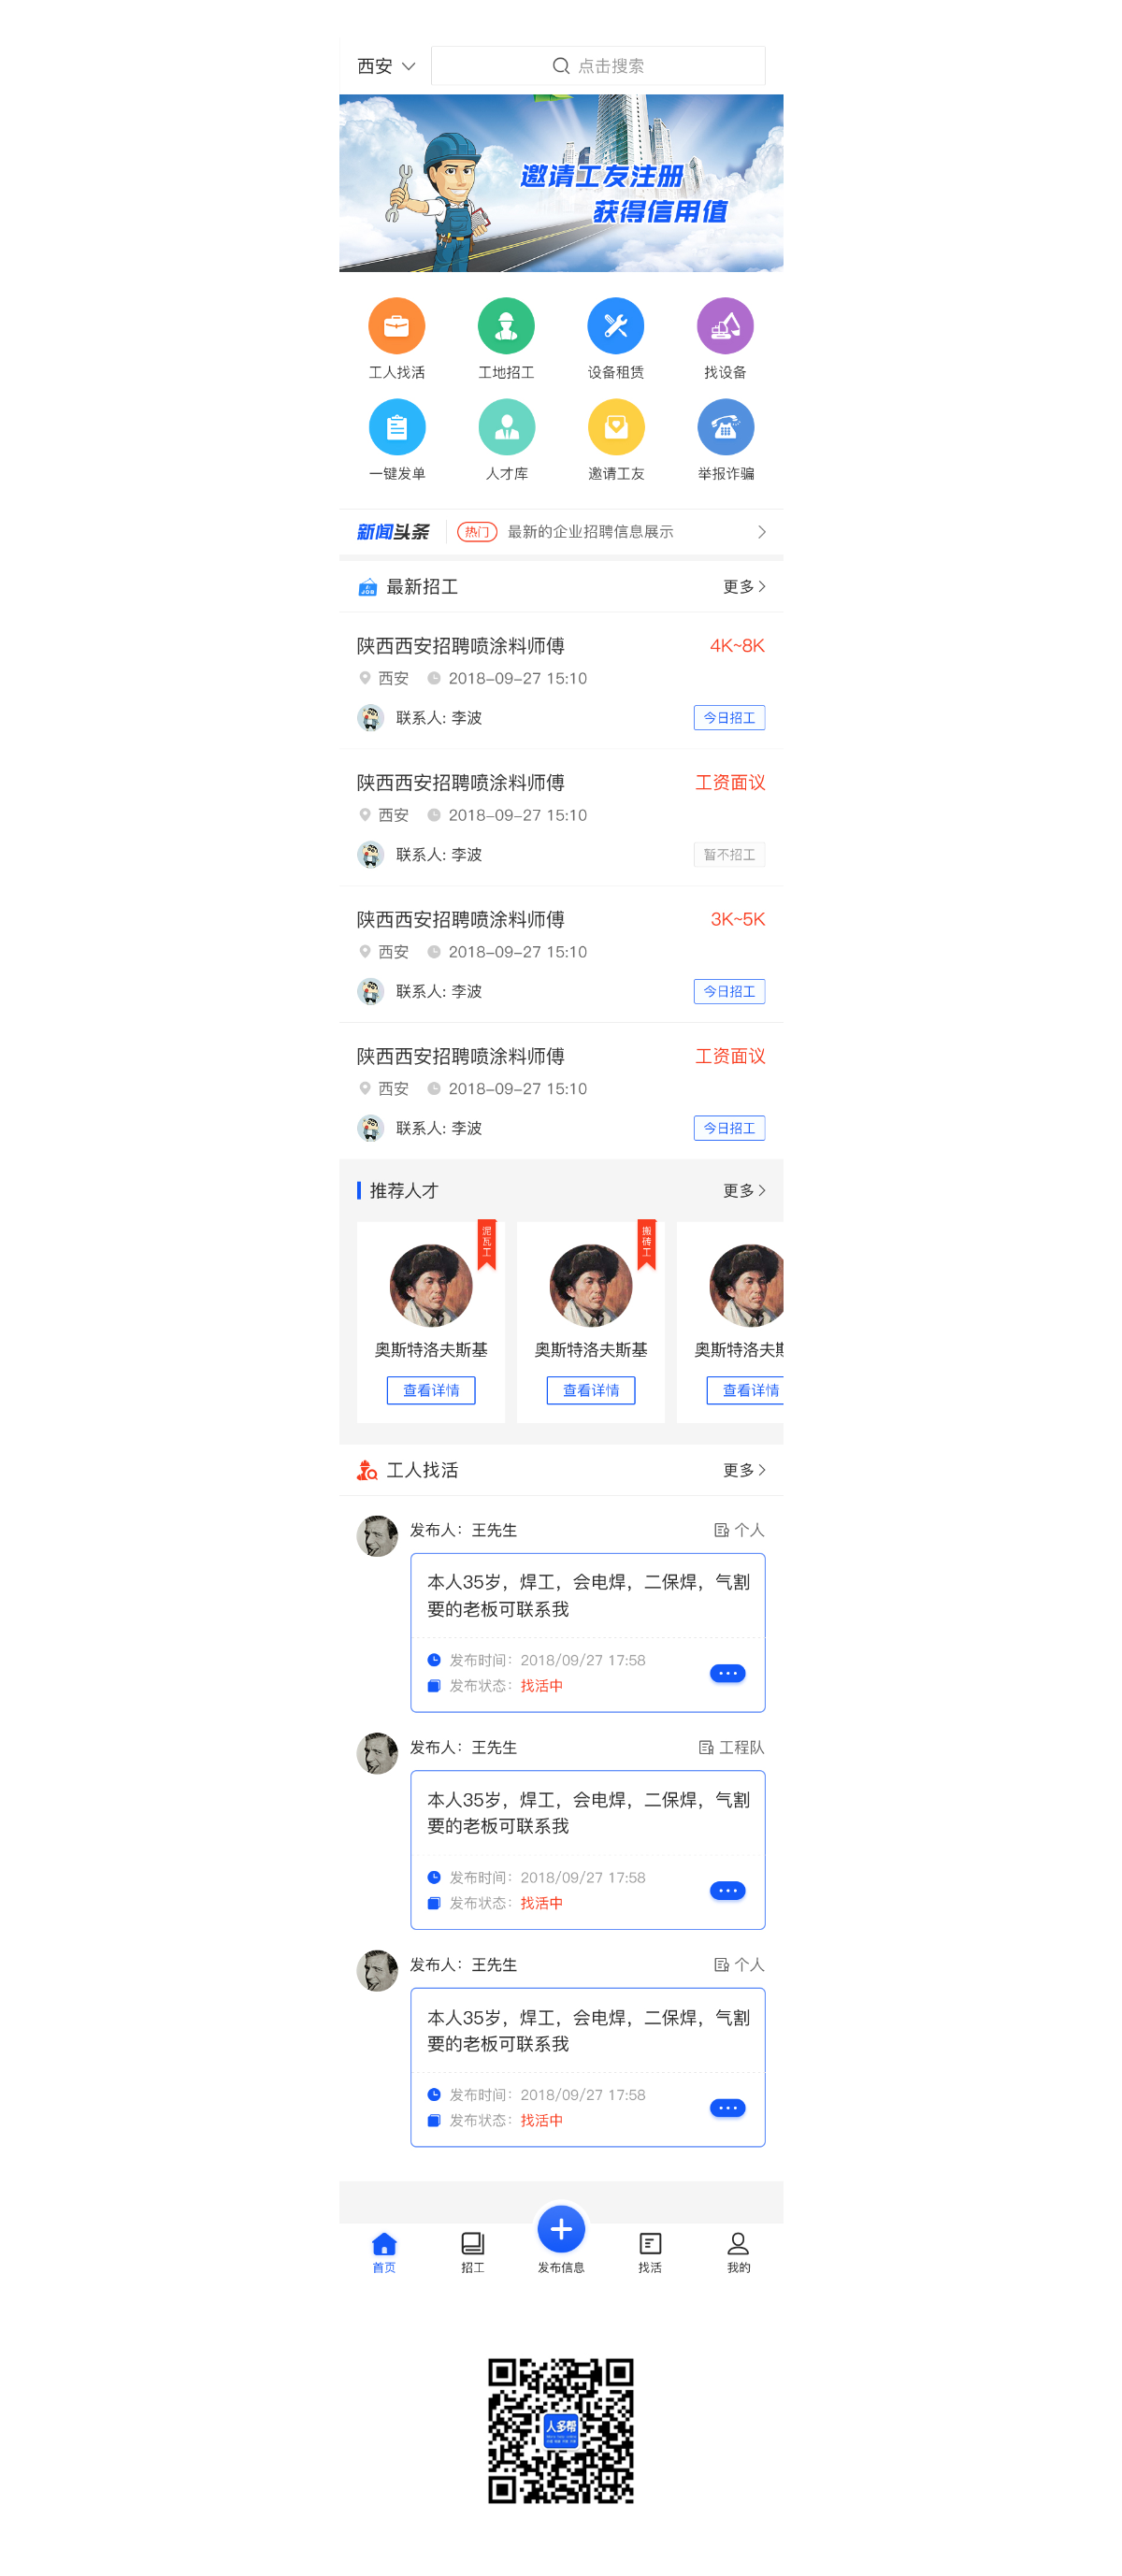 西安
点击搜索
邀请工友注册
获得信用值
工人找活 工地招工 设备租赁 找设备
一键发单 人才库 邀请工友 举报诈骗
新闻头条 热门 最新的企业招聘信息展示
最新招工 更多
陕西西安招聘喷涂料师傅 4K~8K
西安 2018-09-27 15:10
联系人: 李波 今日招工
陕西西安招聘喷涂料师傅 工资面议
西安 2018-09-27 15:10
联系人: 李波 暂不招工
陕西西安招聘喷涂料师傅 3K~5K
西安 2018-09-27 15:10
联系人: 李波 今日招工
陕西西安招聘喷涂料师傅 工资面议
西安 2018-09-27 15:10
联系人: 李波 今日招工
推荐人才 更多
泥瓦工 搬砖工
奥斯特洛夫斯基 奥斯特洛夫斯基 奥斯特洛夫斯
查看详情 查看详情 查看详情
工人找活 更多
发布人：王先生 个人
本人35岁，焊工，会电焊，二保焊，气割
要的老板可联系我
发布时间：2018/09/27 17:58
发布状态：找活中
发布人：王先生 工程队
本人35岁，焊工，会电焊，二保焊，气割
要的老板可联系我
发布时间：2018/09/27 17:58
发布状态：找活中
发布人：王先生 个人
本人35岁，焊工，会电焊，二保焊，气割
要的老板可联系我
发布时间：2018/09/27 17:58
发布状态：找活中
首页 招工 发布信息 找活 我的
人多帮